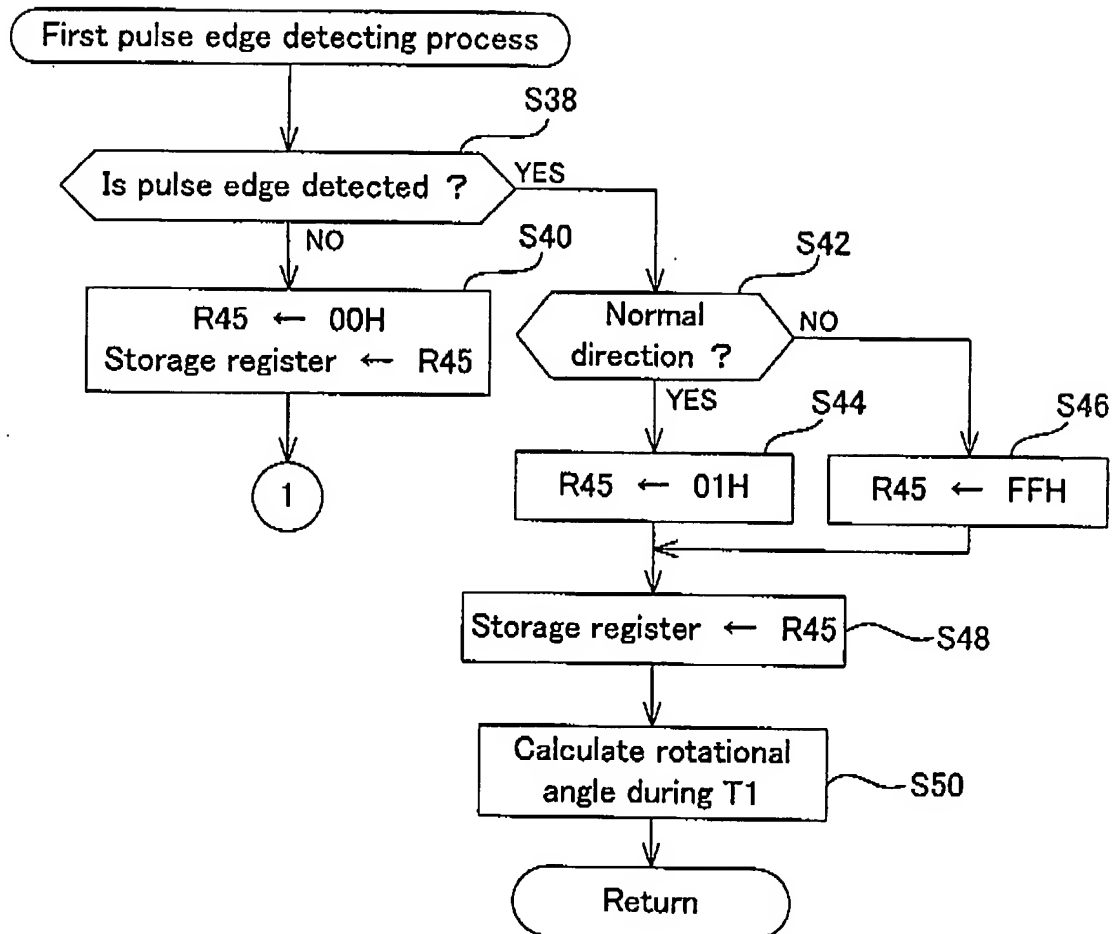 First pulse edge detecting process
S38
Is pulse edge detected ?
YES
NO
S40
S42
R45 ← 00H
Storage register ← R45
Normal
direction ?
NO
YES
S44
S46
1
R45 ← 01H
R45 ← FFH
Storage register ← R45
S48
Calculate rotational
angle during T1
S50
Return